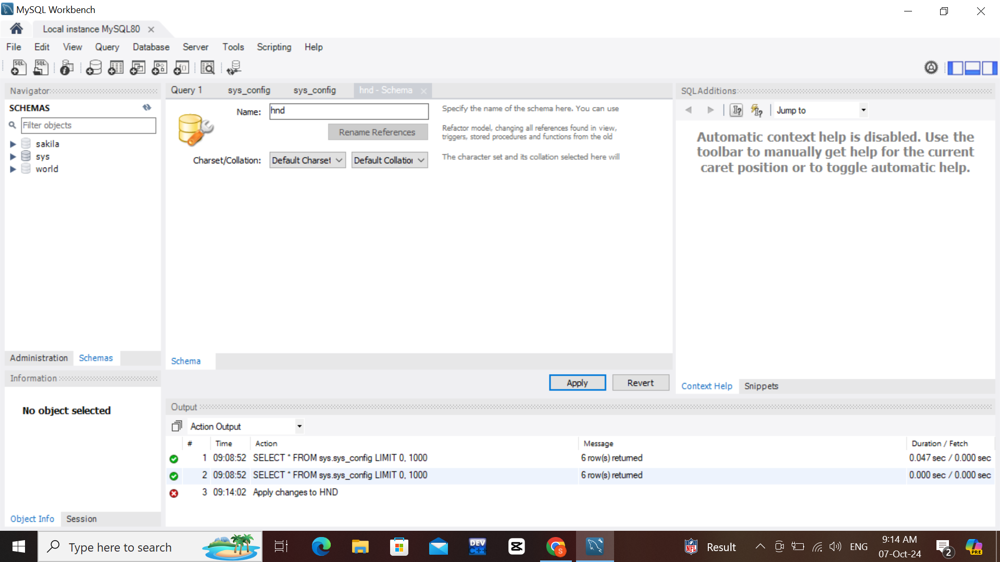 MySQL Workbench
Local instance MySQL80
File Edit View Query Database Server Tools Scripting Help
Navigator
SCHEMAS
Filter objects
sakila
sys
world
Administration Schemas
Information
No object selected
Object Info Session
Query 1 sys_config sys_config hnd - Schema
Name: hnd
Specify the name of the schema here. You can use
Rename References
Refactor model, changing all references found in view,
triggers, stored procedures and functions from the old
Charset/Collation: Default Charset Default Collation
The character set and its collation selected here will
Schema
Apply Revert
SQLAdditions
Jump to
Automatic context help is disabled. Use the
toolbar to manually get help for the current
caret position or to toggle automatic help.
Context Help Snippets
Output
Action Output
# Time Action Message Duration / Fetch
1 09:08:52 SELECT * FROM sys.sys_config LIMIT 0, 1000 6 row(s) returned 0.047 sec / 0.000 sec
2 09:08:52 SELECT * FROM sys.sys_config LIMIT 0, 1000 6 row(s) returned 0.000 sec / 0.000 sec
3 09:14:02 Apply changes to HND
Type here to search
DEV
C++
S
NFL
Result
ENG
9:14 AM
07-Oct-24
2
PRE